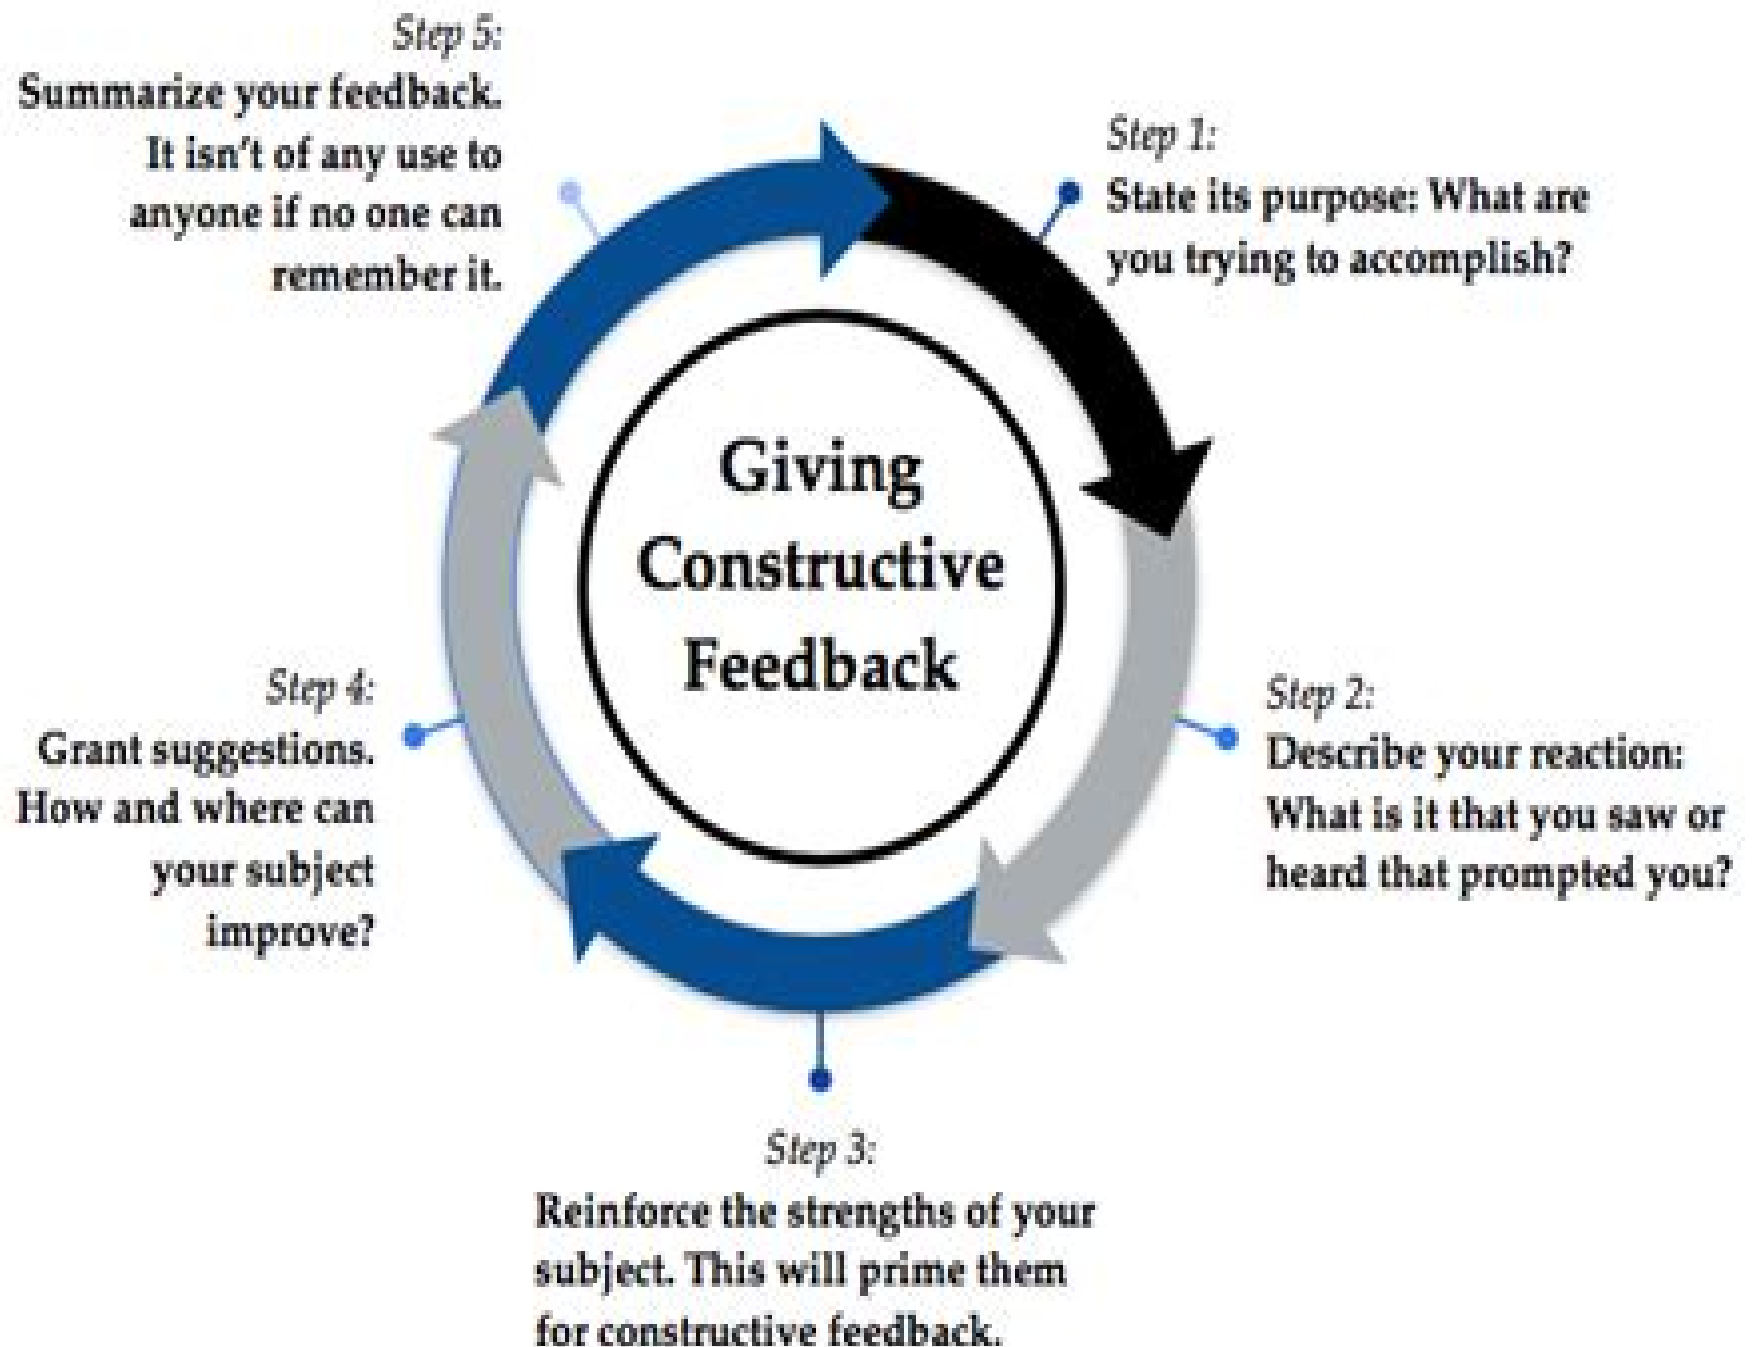 Giving
Constructive
Feedback
Step 1:
State its purpose: What are
you trying to accomplish?
Step 2:
Describe your reaction:
What is it that you saw or
heard that prompted you?
Step 3:
Reinforce the strengths of your
subject. This will prime them
for constructive feedback.
Step 4:
Grant suggestions.
How and where can
your subject
improve?
Step 5:
Summarize your feedback.
It isn't of any use to
anyone if no one can
remember it.